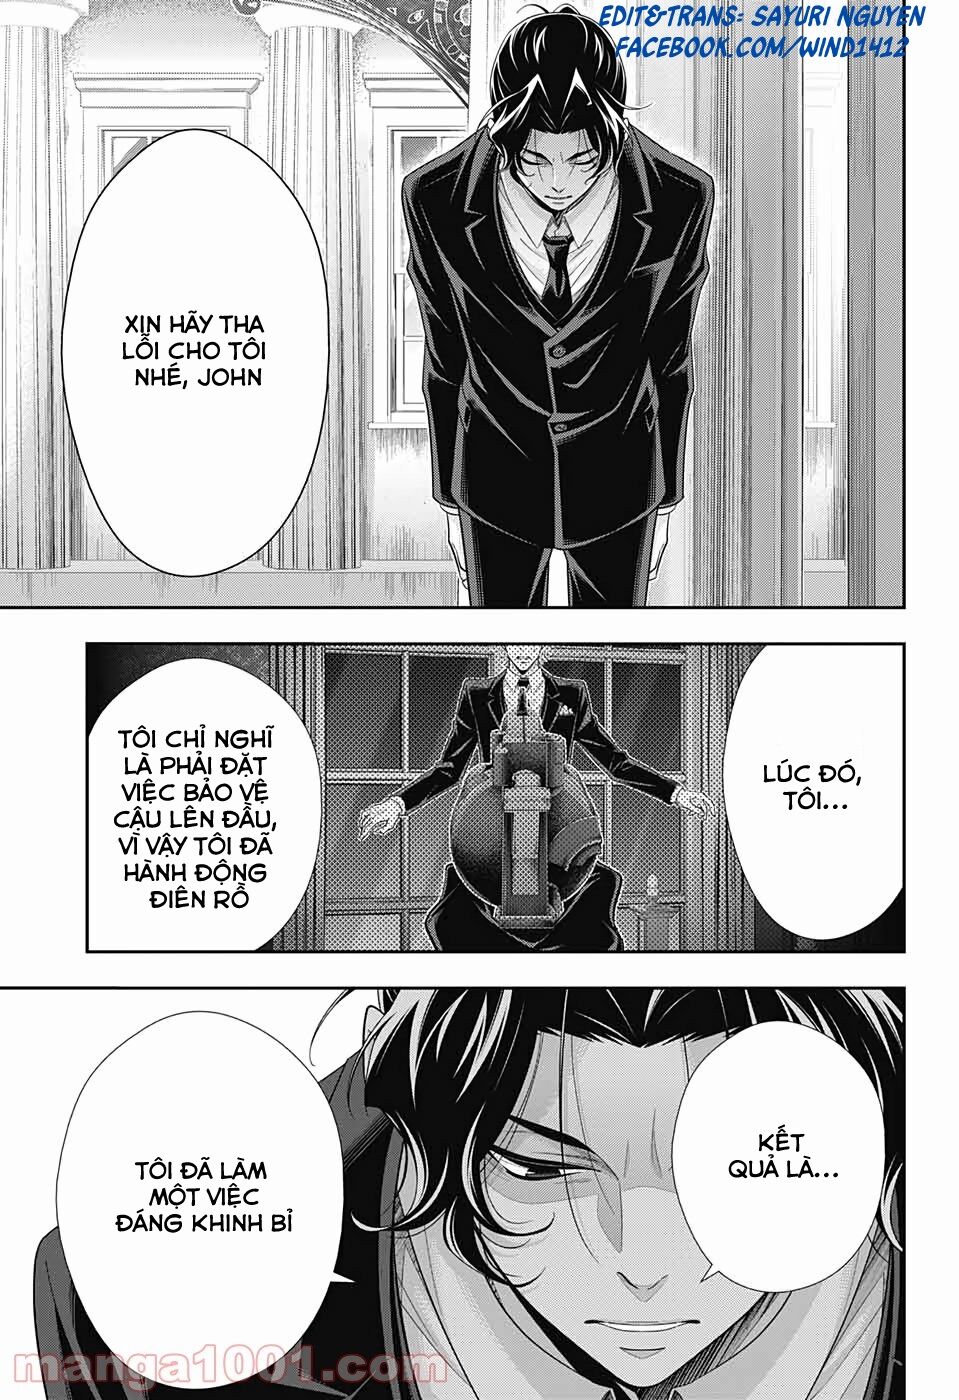 EDIT&TRANS: SAYURI NGUYEN
FACEBOOK.COM/WIND1412
XIN HÃY THA
LỖI CHO TÔI
NHÉ, JOHN
LÚC ĐÓ,
TÔI...
TÔI CHỈ NGHĨ
LÀ PHẢI ĐẶT
VIỆC BẢO VỆ
CẬU LÊN ĐẦU,
VÌ VẬY TÔI ĐÃ
HÀNH ĐỘNG
ĐIÊN RỒ
KẾT
QUẢ LÀ...
TÔI ĐÃ LÀM
MỘT VIỆC
ĐÁNG KHINH BỈ
manga1001.com